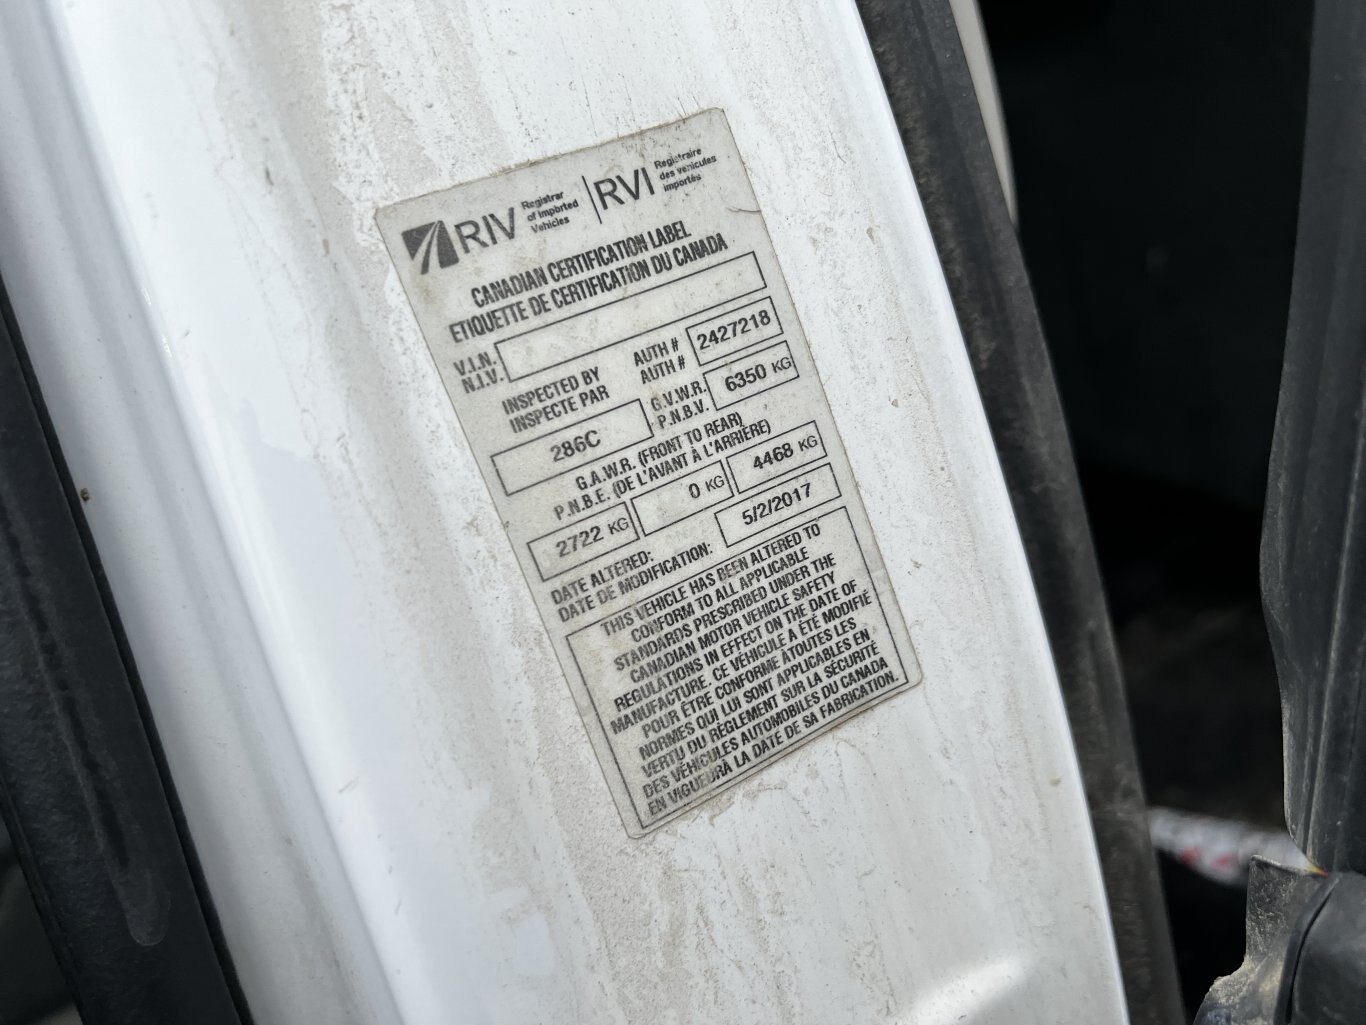 RIV Registrar of Imported Vehicles | RVI Registraire des véhicules importés
CANADIAN CERTIFICATION LABEL
ETIQUETTE DE CERTIFICATION DU CANADA
V.I.N.
N.I.V.
INSPECTED BY
INSPECTE PAR
286C
AUTH #
AUTH #
2427218
G.V.W.R.
P.N.B.V.
6350 KG
G.A.W.R. (FRONT TO REAR)
P.N.B.E. (DE L'AVANT À L'ARRIÈRE)
2722 KG
0 KG
4468 KG
DATE ALTERED:
DATE DE MODIFICATION:
5/2/2017
THIS VEHICLE HAS BEEN ALTERED TO
CONFORM TO ALL APPLICABLE
STANDARDS PRESCRIBED UNDER THE
CANADIAN MOTOR VEHICLE SAFETY
REGULATIONS IN EFFECT ON THE DATE OF
MANUFACTURE. CE VÉHICULE A ÉTÉ MODIFIÉ
POUR ÊTRE CONFORME ÀTOUTES LES
NORMES QUI LUI SONT APPLICABLES EN
VERTU DU RÈGLEMENT SUR LA SÉCURITÉ
DES VÉHICULES AUTOMOBILES DU CANADA
EN VIGUEURÀ LA DATE DE SA FABRICATION.